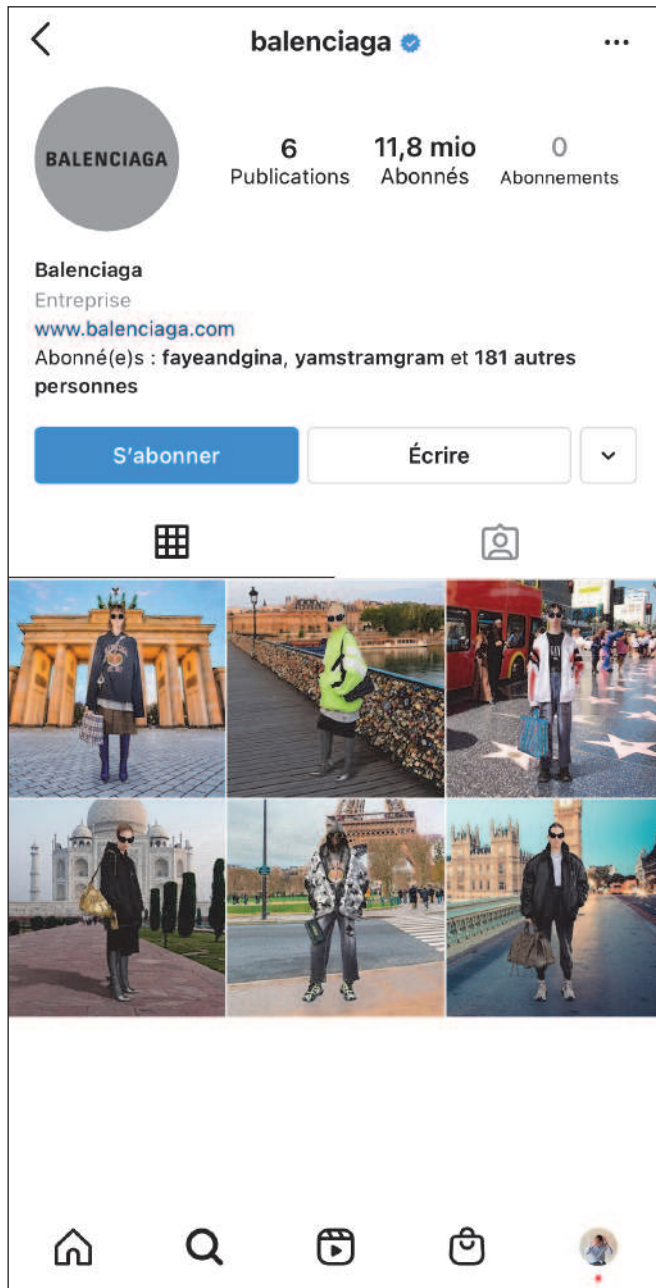 balenciaga
BALENCIAGA
6 11,8 mio 0
Publications Abonnés Abonnements
Balenciaga
Entreprise
www.balenciaga.com
Abonné(e)s : fayeandgina, yamstramgram et 181 autres
personnes
S'abonner Écrire